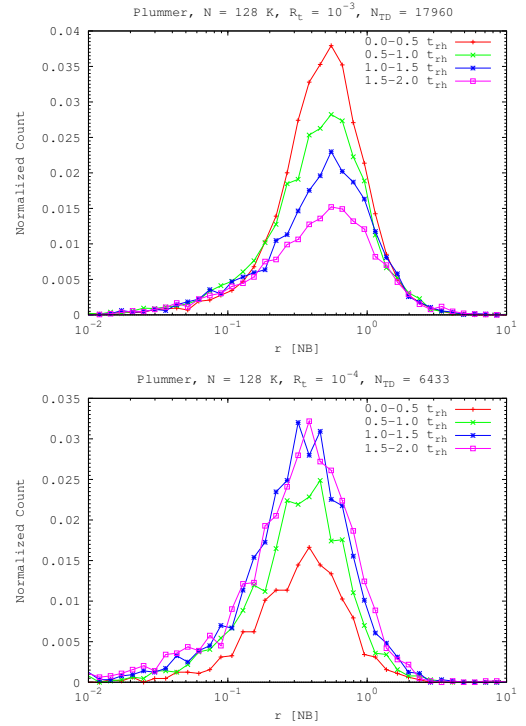 Plummer, N = 128 K, R_t = 10^-3, N_TD = 17960
0.04
0.035
0.03
0.025
0.02
0.015
0.01
0.005
0
Normalized Count
0.0-0.5 t_rh
0.5-1.0 t_rh
1.0-1.5 t_rh
1.5-2.0 t_rh
10^-2
10^-1
10^0
10^1
r [NB]
Plummer, N = 128 K, R_t = 10^-4, N_TD = 6433
0.035
0.03
0.025
0.02
0.015
0.01
0.005
0
Normalized Count
0.0-0.5 t_rh
0.5-1.0 t_rh
1.0-1.5 t_rh
1.5-2.0 t_rh
10^-2
10^-1
10^0
10^1
r [NB]